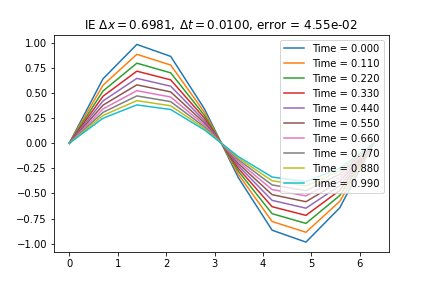 IE Δx = 0.6981, Δt = 0.0100, error = 4.55e-02
1.00
0.75
0.50
0.25
0.00
−0.25
−0.50
−0.75
−1.00
Time = 0.000
Time = 0.110
Time = 0.220
Time = 0.330
Time = 0.440
Time = 0.550
Time = 0.660
Time = 0.770
Time = 0.880
Time = 0.990
0 1 2 3 4 5 6